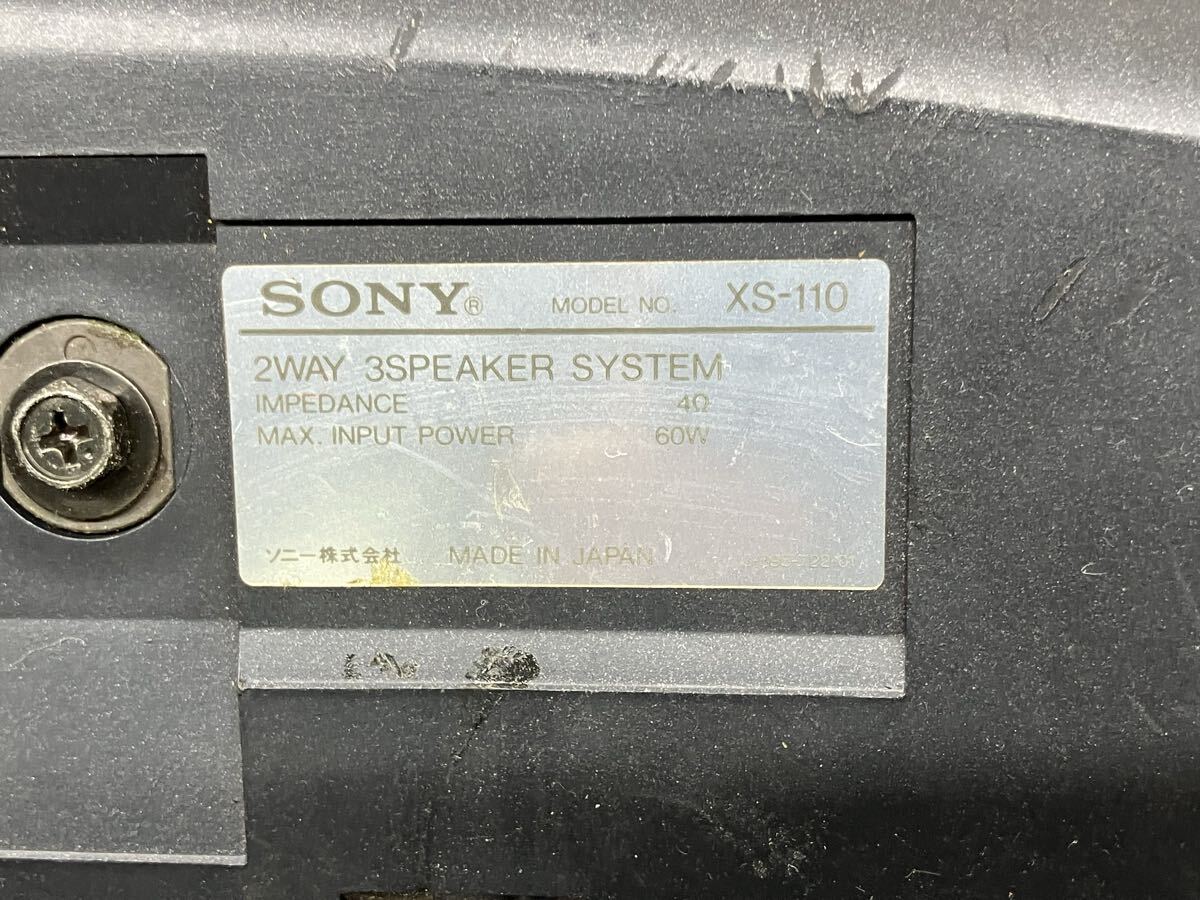 SONY® MODEL NO. XS-110
2WAY 3SPEAKER SYSTEM
IMPEDANCE 4Ω
MAX. INPUT POWER 60W
ソニー株式会社 MADE IN JAPAN